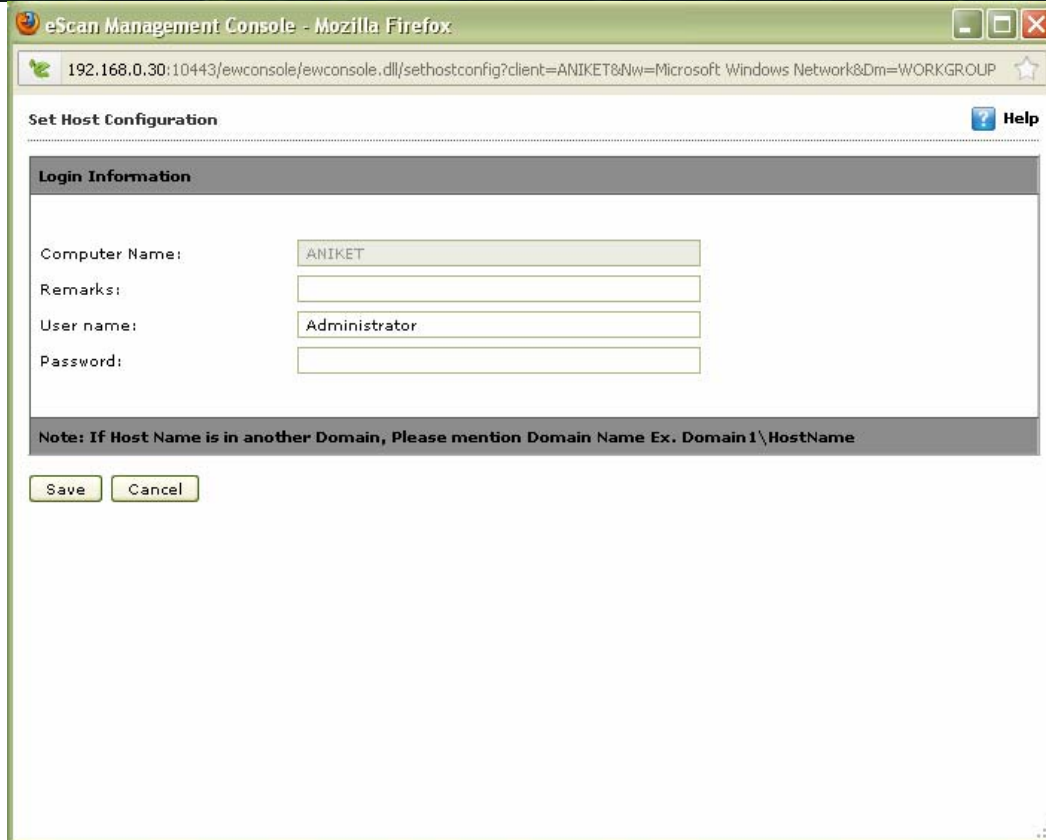 eScan Management Console - Mozilla Firefox
192.168.0.30:10443/ewconsole/ewconsole.dll/sethostconfig?client=ANIKET&Nw=Microsoft Windows Network&Dm=WORKGROUP
Set Host Configuration
? Help
Login Information
Computer Name: ANIKET
Remarks:
User name: Administrator
Password:
Note: If Host Name is in another Domain, Please mention Domain Name Ex. Domain1\HostName
Save Cancel